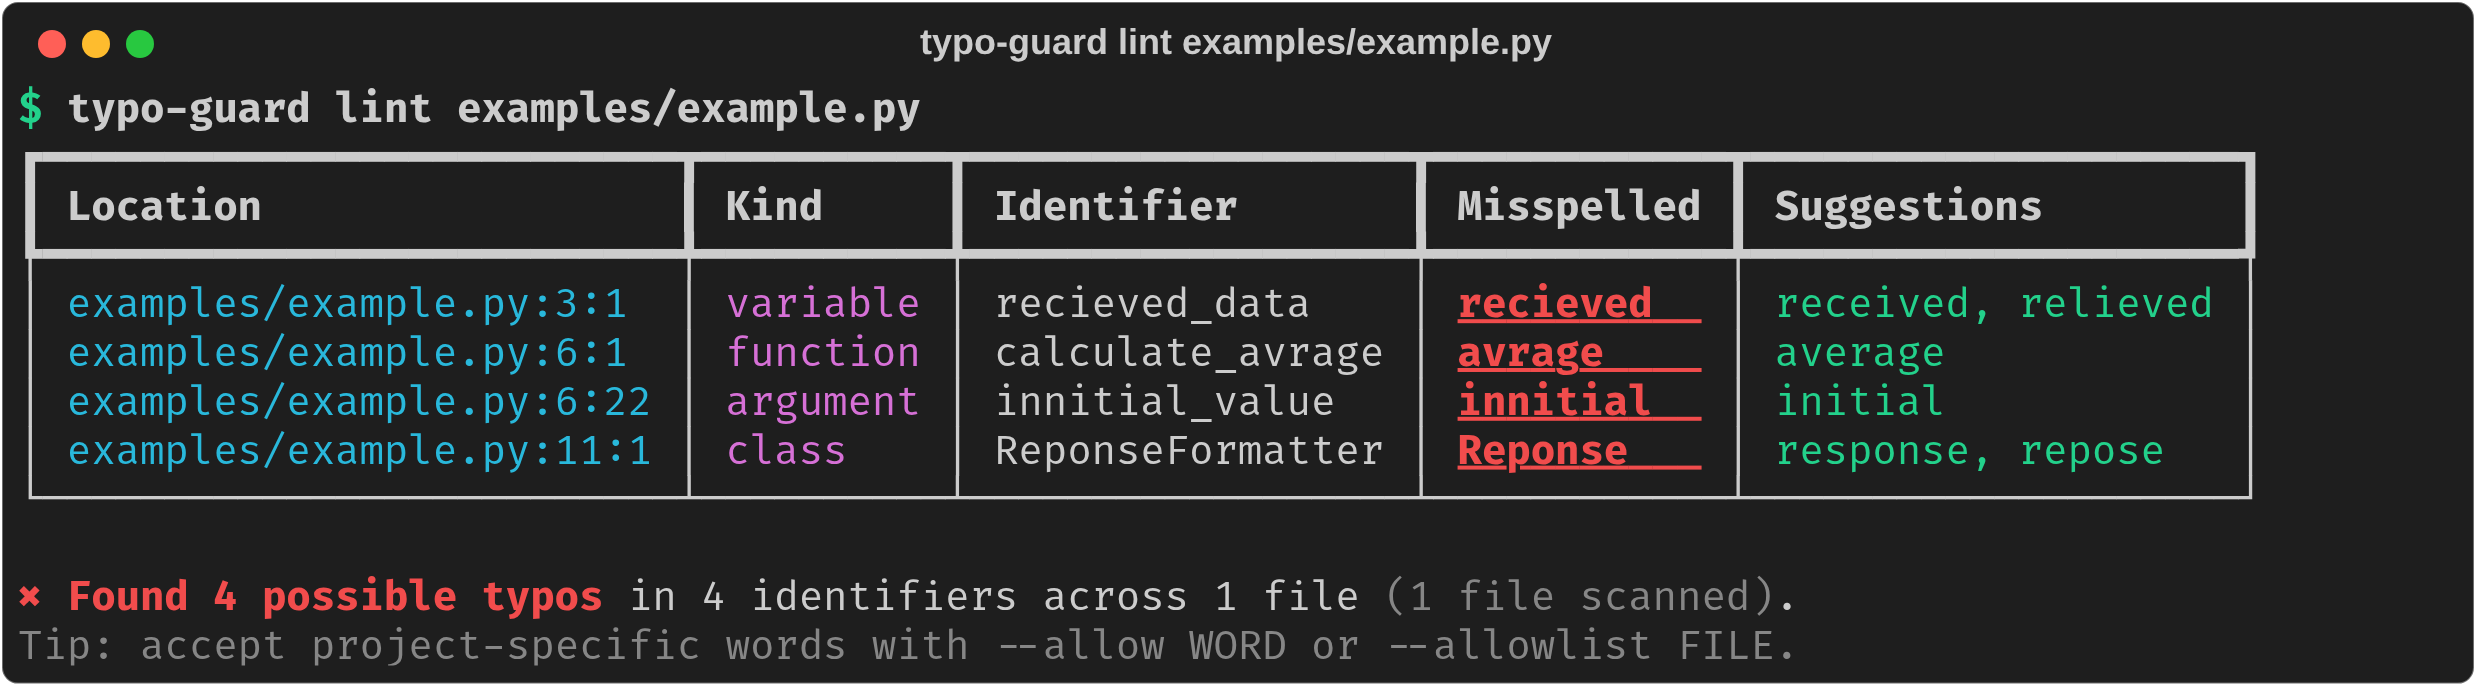 typo-guard lint examples/example.py
$ typo-guard lint examples/example.py
Location Kind Identifier Misspelled Suggestions
examples/example.py:3:1 variable recieved_data recieved received, relieved
examples/example.py:6:1 function calculate_avrage avrage average
examples/example.py:6:22 argument innitial_value innitial initial
examples/example.py:11:1 class ReponseFormatter Reponse response, repose
✖ Found 4 possible typos in 4 identifiers across 1 file (1 file scanned).
Tip: accept project-specific words with --allow WORD or --allowlist FILE.